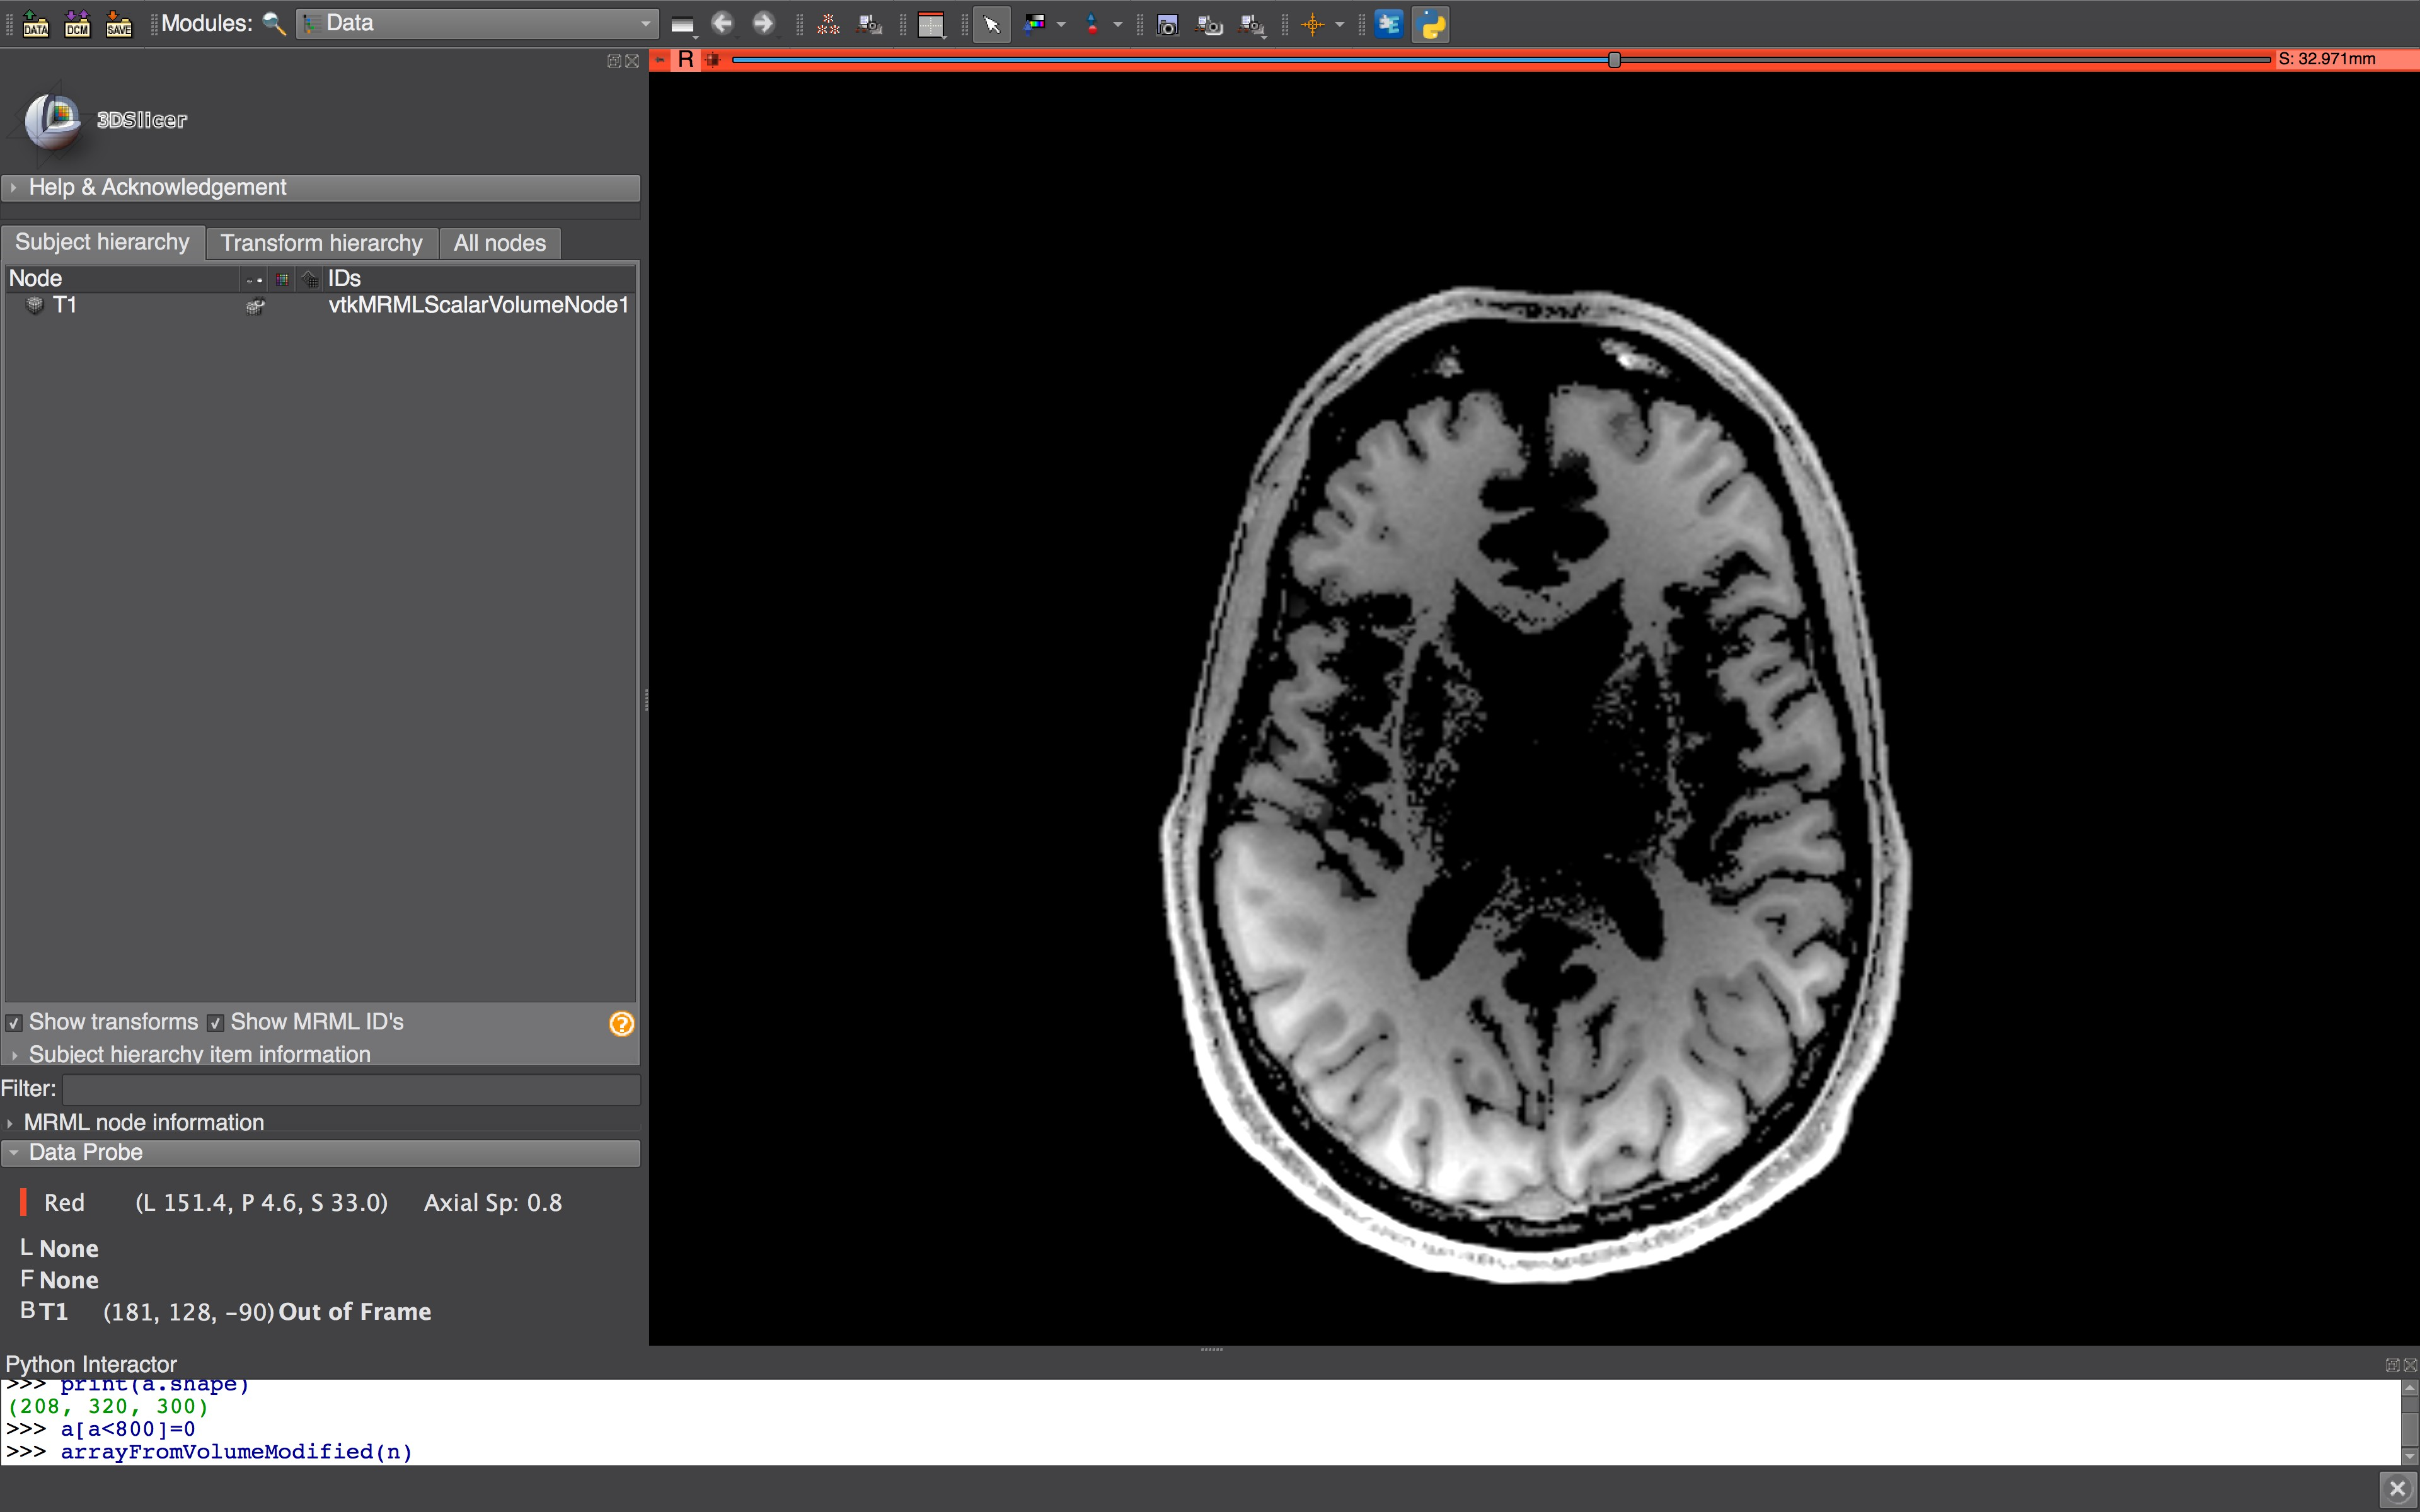 DATA DCM SAVE Modules: Data
R S: 32.971mm
3DSlicer
Help & Acknowledgement
Subject hierarchy Transform hierarchy All nodes
Node IDs
T1 vtkMRMLScalarVolumeNode1
Show transforms Show MRML ID's
Subject hierarchy item information
Filter:
MRML node information
Data Probe
Red (L 151.4, P 4.6, S 33.0) Axial Sp: 0.8
L None
F None
B T1 (181, 128, -90) Out of Frame
Python Interactor
>>> print(a.shape)
(208, 320, 300)
>>> a[a<800]=0
>>> arrayFromVolumeModified(n)